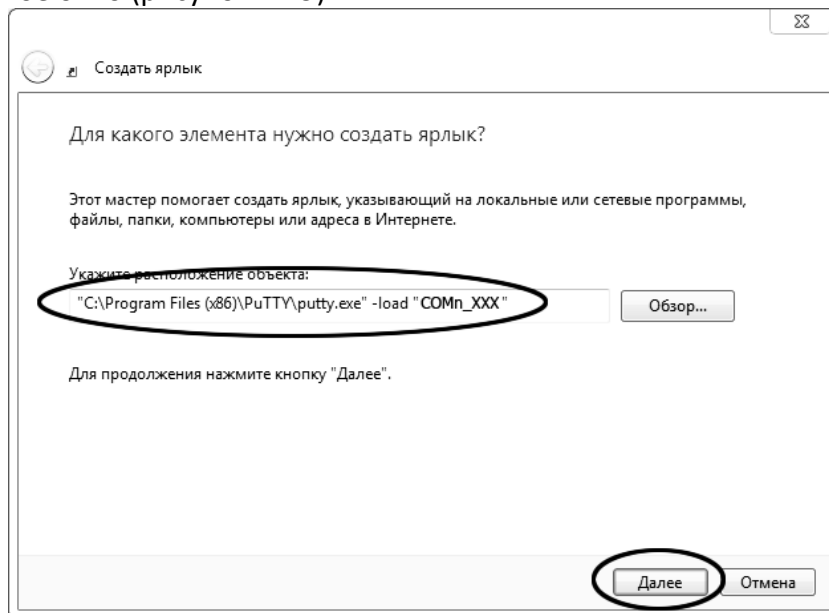 Создать ярлык
Для какого элемента нужно создать ярлык?
Этот мастер помогает создать ярлык, указывающий на локальные или сетевые программы,
файлы, папки, компьютеры или адреса в Интернете.
Укажите расположение объекта:
"C:\Program Files (x86)\PuTTY\putty.exe" -load "COMn_XXX"
Обзор...
Для продолжения нажмите кнопку "Далее".
Далее
Отмена